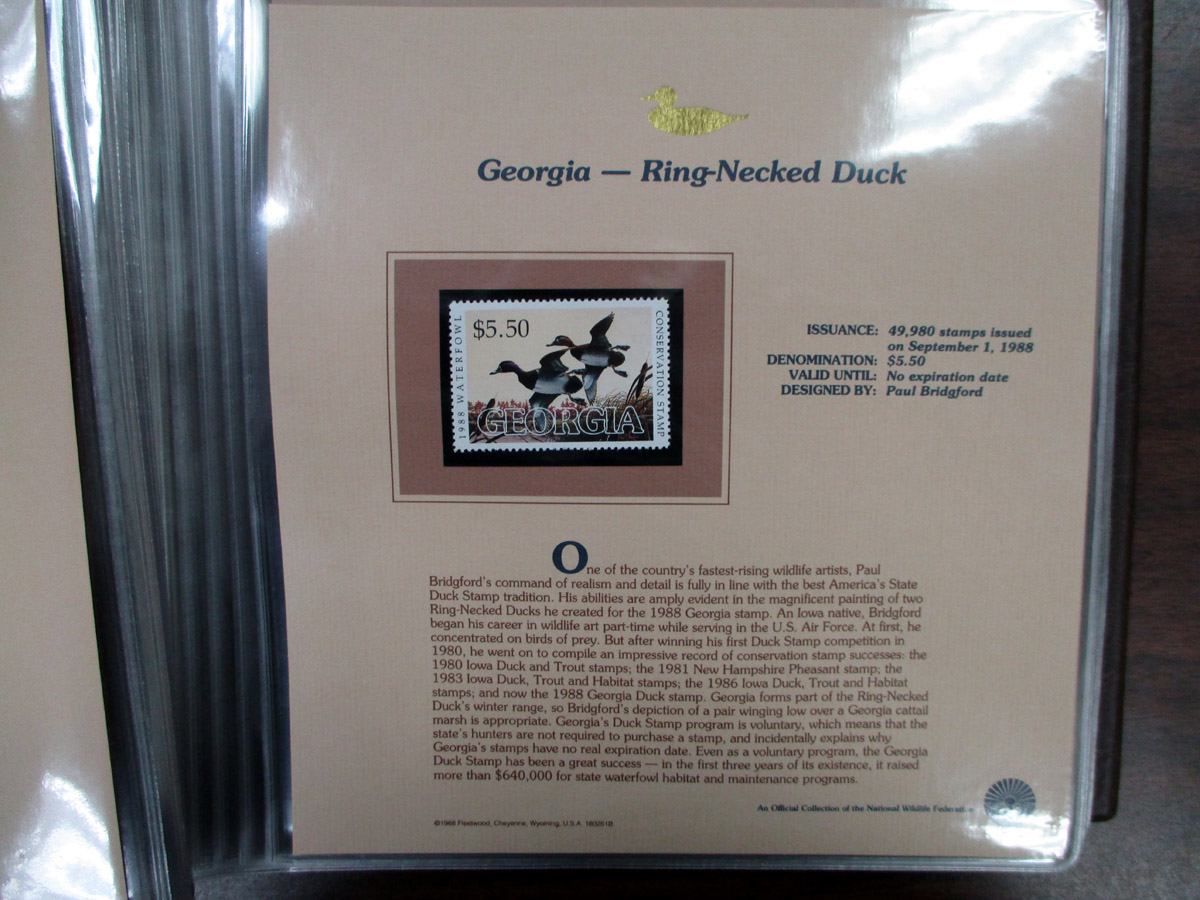 Georgia — Ring-Necked Duck
$5.50
1988 WATERFOWL
CONSERVATION STAMP
GEORGIA
ISSUANCE: 49,980 stamps issued
on September 1, 1988
DENOMINATION: $5.50
VALID UNTIL: No expiration date
DESIGNED BY: Paul Bridgford
One of the country's fastest-rising wildlife artists, Paul
Bridgford's command of realism and detail is fully in line with the best America's State
Duck Stamp tradition. His abilities are amply evident in the magnificent painting of two
Ring-Necked Ducks he created for the 1988 Georgia stamp. An Iowa native, Bridgford
began his career in wildlife art part-time while serving in the U.S. Air Force. At first, he
concentrated on birds of prey. But after winning his first Duck Stamp competition in
1980, he went on to compile an impressive record of conservation stamp successes: the
1980 Iowa Duck and Trout stamps; the 1981 New Hampshire Pheasant stamp; the
1983 Iowa Duck, Trout and Habitat stamps; the 1986 Iowa Duck, Trout and Habitat
stamps; and now the 1988 Georgia Duck stamp. Georgia forms part of the Ring-Necked
Duck's winter range, so Bridgford's depiction of a pair winging low over a Georgia cattail
marsh is appropriate. Georgia's Duck Stamp program is voluntary, which means that the
state's hunters are not required to purchase a stamp, and incidentally explains why
Georgia's stamps have no real expiration date. Even as a voluntary program, the Georgia
Duck Stamp has been a great success — in the first three years of its existence, it raised
more than $640,000 for state waterfowl habitat and maintenance programs.
An Official Collection of the National Wildlife Federation
©1988 Fleetwood, Cheyenne, Wyoming, U.S.A.